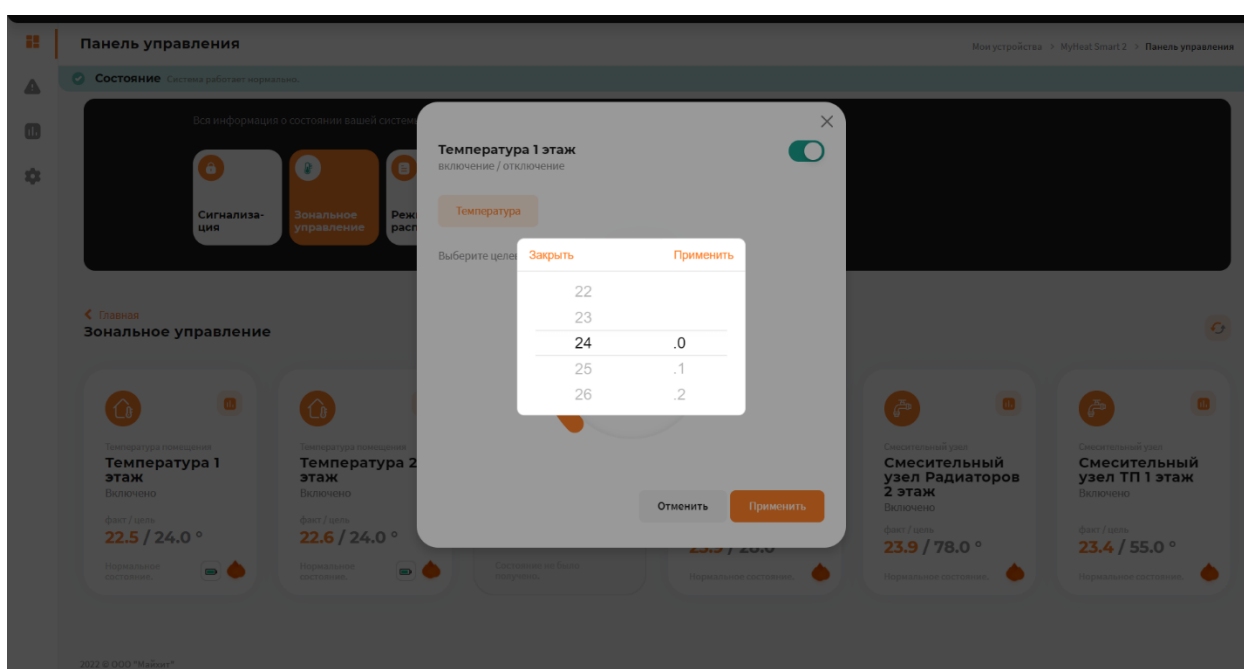 Панель управления
Мои устройства > MyHeat Smart 2 > Панель управления
Состояние Система работает нормально.
Вся информация о состоянии вашей системы
Сигнализа-
ция
Зональное
управление
Реж
расп
Температура 1 этаж
включение / отключение
Температура
Выберите целе
Закрыть Применить
22
23
24 .0
25 .1
26 .2
Отменить Применить
Главная
Зональное управление
Температура помещения
Температура 1
этаж
Включено
факт / цель
22.5 / 24.0 °
Нормальное
состояние.
Температура помещения
Температура 2
этаж
Включено
факт / цель
22.6 / 24.0 °
Нормальное
состояние.
Состояние не было
получено.
Нормальное состояние.
Смесительный узел
Смесительный
узел Радиаторов
2 этаж
Включено
факт / цель
23.9 / 78.0 °
Нормальное состояние.
Смесительный узел
Смесительный
узел ТП 1 этаж
Включено
факт / цель
23.4 / 55.0 °
Нормальное состояние.
2022 © ООО "Майхит"